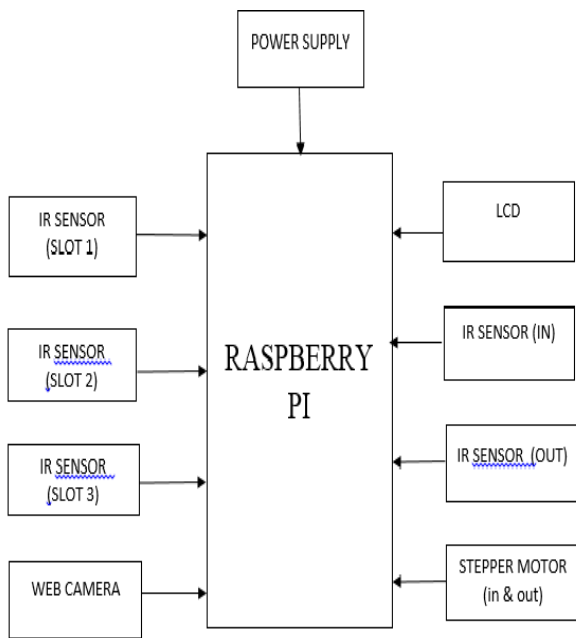 POWER SUPPLY
IR SENSOR
(SLOT 1)
IR SENSOR
(SLOT 2)
IR SENSOR
(SLOT 3)
WEB CAMERA
RASPBERRY
PI
LCD
IR SENSOR (IN)
IR SENSOR (OUT)
STEPPER MOTOR
(in & out)